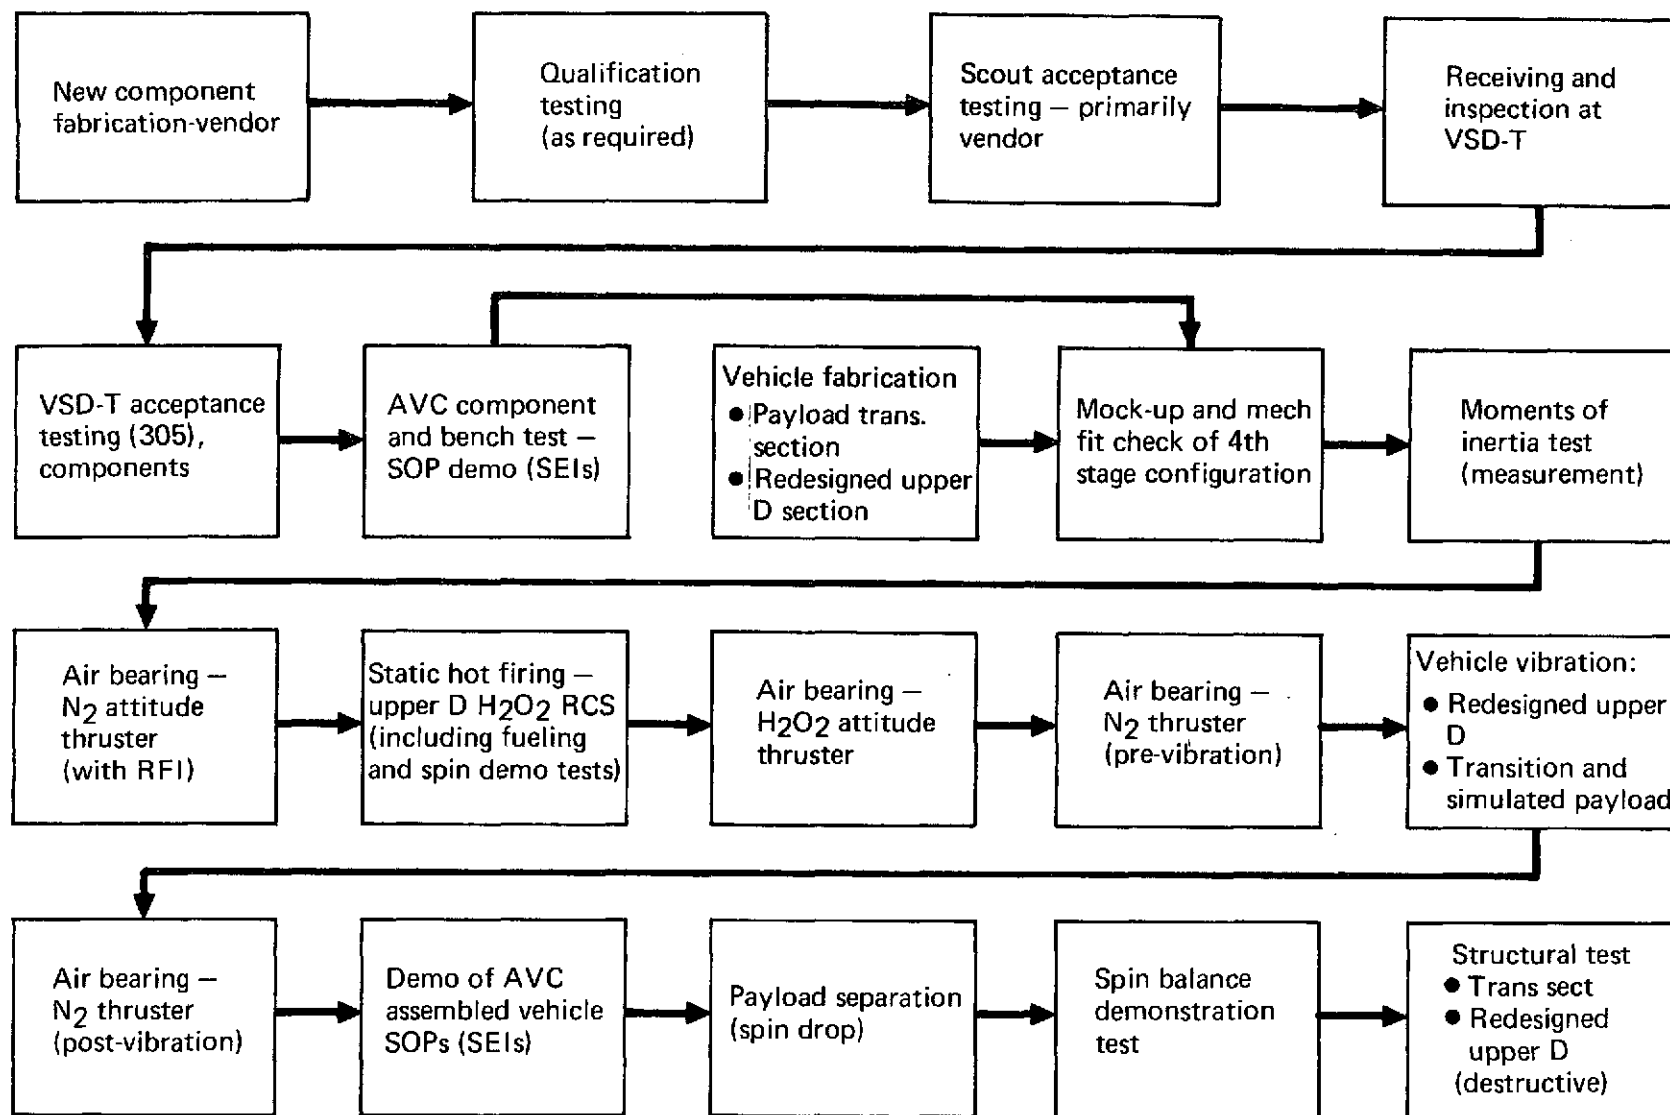 New component
fabrication-vendor
Qualification
testing
(as required)
Scout acceptance
testing — primarily
vendor
Receiving and
inspection at
VSD-T
VSD-T acceptance
testing (305),
components
AVC component
and bench test —
SOP demo (SEIs)
Vehicle fabrication
● Payload trans.
section
● Redesigned upper
D section
Mock-up and mech
fit check of 4th
stage configuration
Moments of
inertia test
(measurement)
Air bearing —
N₂ attitude
thruster
(with RFI)
Static hot firing —
upper D H₂O₂ RCS
(including fueling
and spin demo tests)
Air bearing —
H₂O₂ attitude
thruster
Air bearing —
N₂ thruster
(pre-vibration)
Vehicle vibration:
● Redesigned upper
D
● Transition and
simulated payload
Air bearing —
N₂ thruster
(post-vibration)
Demo of AVC
assembled vehicle
SOPs (SEIs)
Payload separation
(spin drop)
Spin balance
demonstration
test
Structural test
● Trans sect
● Redesigned
upper D
(destructive)